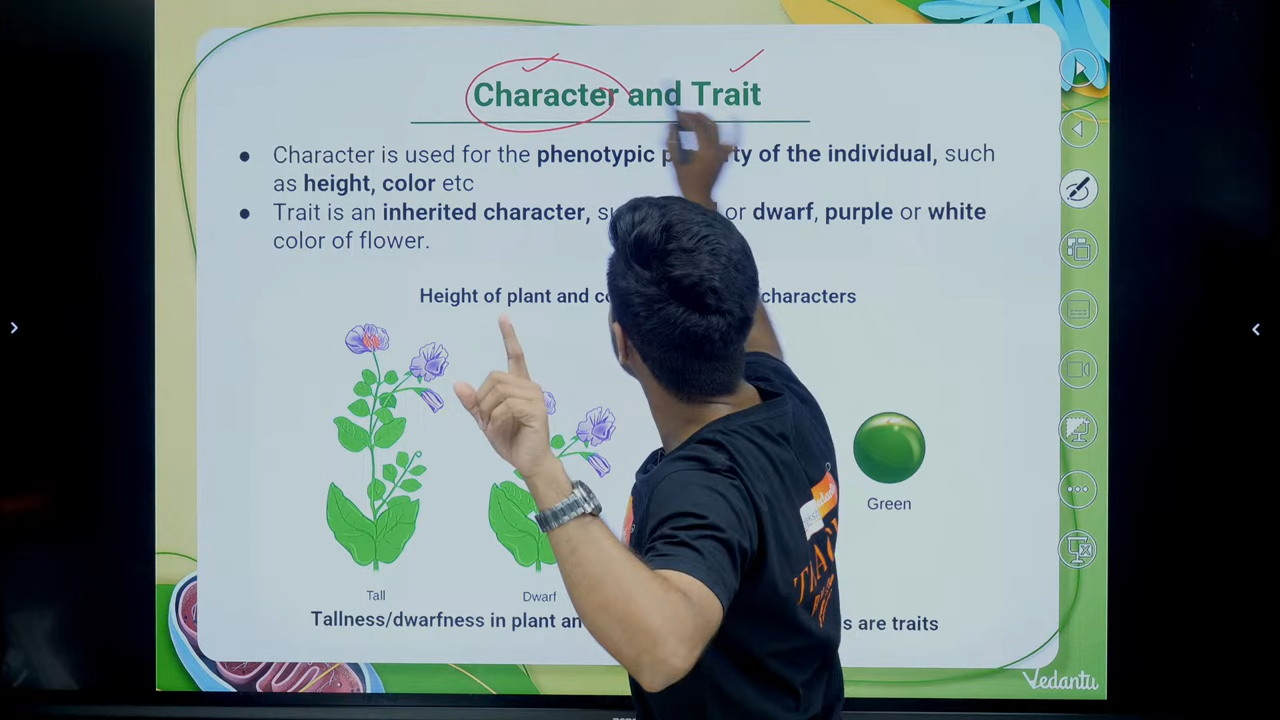 Character and Trait
Character is used for the phenotypic of the individual, such
as height, color etc
Trait is an inherited character, or dwarf, purple or white
color of flower.
Height of plant and characters
Green
Tall
Dwarf
Tallness/dwarfness in plant are traits
Vedantu